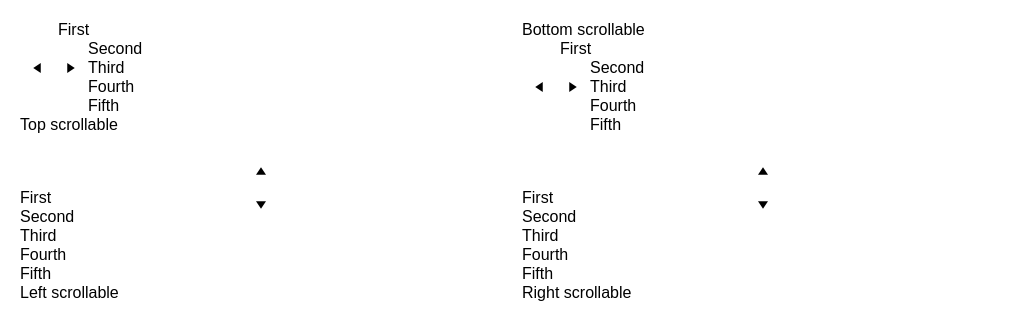 First
Second
Third
Fourth
Fifth
Top scrollable
Bottom scrollable
First
Second
Third
Fourth
Fifth
First
Second
Third
Fourth
Fifth
Left scrollable
First
Second
Third
Fourth
Fifth
Right scrollable